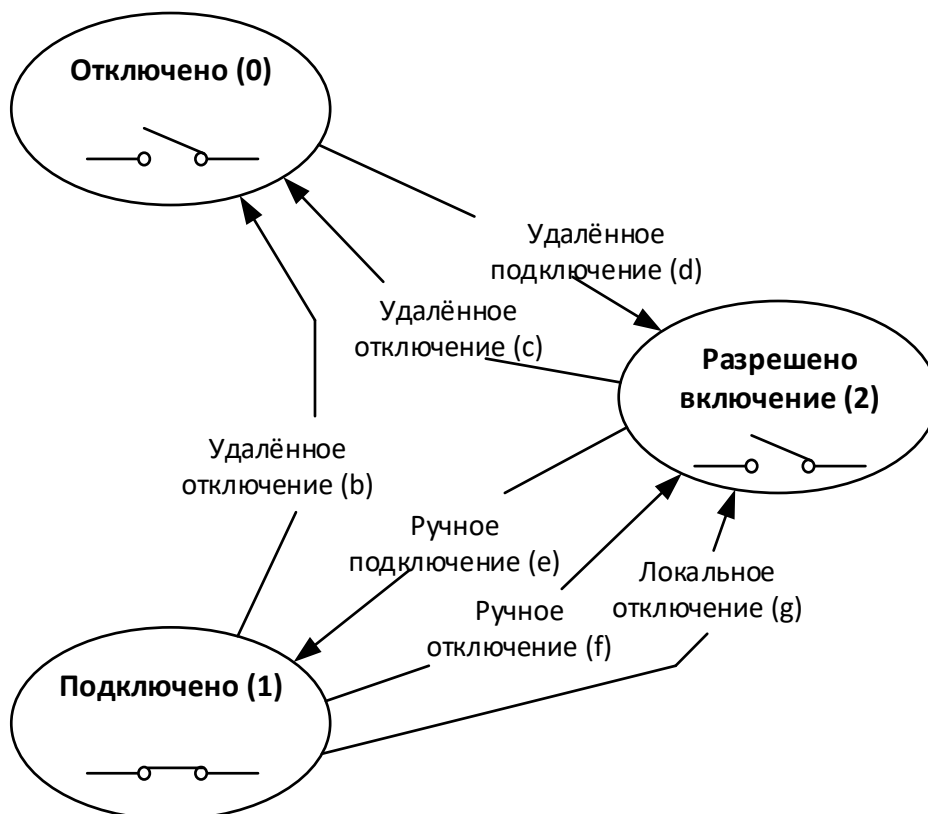 Отключено (0)
Удалённое
подключение (d)
Удалённое
отключение (c)
Разрешено
включение (2)
Удалённое
отключение (b)
Ручное
подключение (e)
Локальное
отключение (g)
Ручное
отключение (f)
Подключено (1)